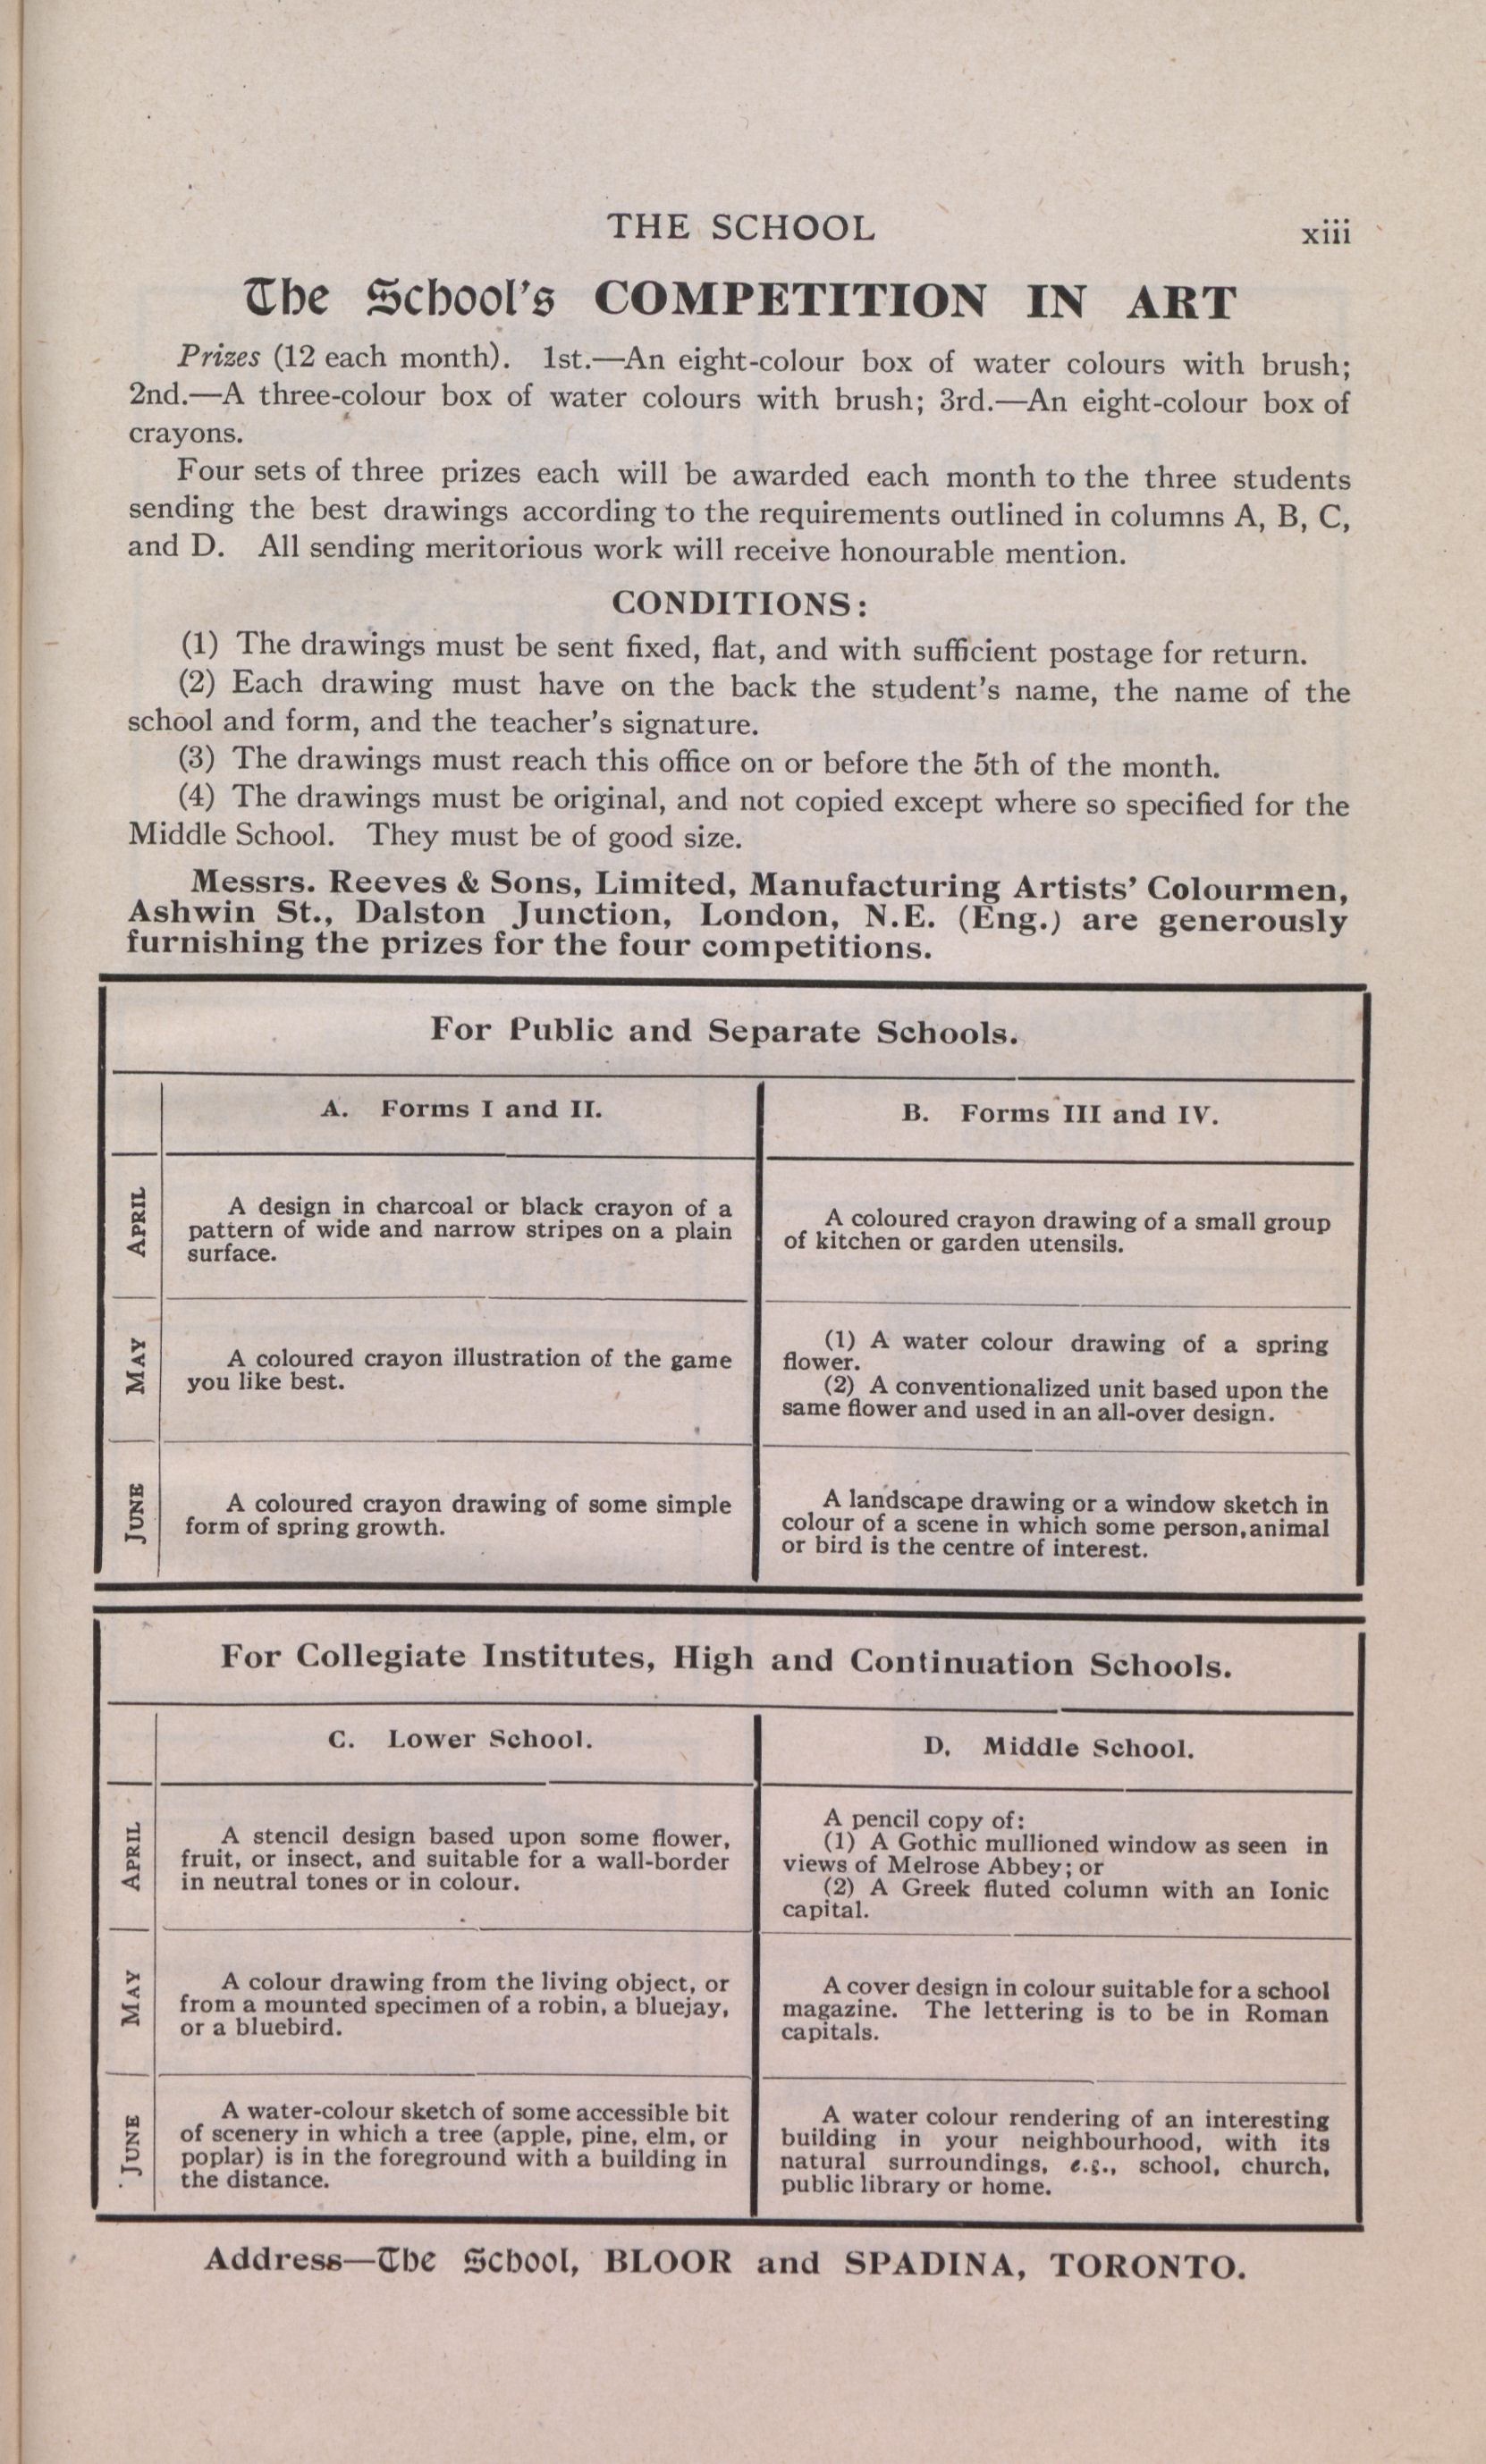 THE SCHOOL
xiii
The School's COMPETITION IN ART
Prizes (12 each month). 1st.—An eight-colour box of water colours with brush;
2nd.—A three-colour box of water colours with brush; 3rd.—An eight-colour box of
crayons.
Four sets of three prizes each will be awarded each month to the three students
sending the best drawings according to the requirements outlined in columns A, B, C,
and D. All sending meritorious work will receive honourable mention.
CONDITIONS:
(1) The drawings must be sent fixed, flat, and with sufficient postage for return.
(2) Each drawing must have on the back the student's name, the name of the
school and form, and the teacher's signature.
(3) The drawings must reach this office on or before the 5th of the month.
(4) The drawings must be original, and not copied except where so specified for the
Middle School. They must be of good size.
Messrs. Reeves & Sons, Limited, Manufacturing Artists' Colourmen,
Ashwin St., Dalston Junction, London, N.E. (Eng.) are generously
furnishing the prizes for the four competitions.
For Public and Separate Schools.
A. Forms I and II.
B. Forms III and IV.
APRIL
A design in charcoal or black crayon of a
pattern of wide and narrow stripes on a plain
surface.
A coloured crayon drawing of a small group
of kitchen or garden utensils.
MAY
A coloured crayon illustration of the game
you like best.
(1) A water colour drawing of a spring
flower.
(2) A conventionalized unit based upon the
same flower and used in an all-over design.
JUNE
A coloured crayon drawing of some simple
form of spring growth.
A landscape drawing or a window sketch in
colour of a scene in which some person, animal
or bird is the centre of interest.
For Collegiate Institutes, High and Continuation Schools.
C. Lower School.
D. Middle School.
APRIL
A stencil design based upon some flower,
fruit, or insect, and suitable for a wall-border
in neutral tones or in colour.
A pencil copy of:
(1) A Gothic mullioned window as seen in
views of Melrose Abbey; or
(2) A Greek fluted column with an Ionic
capital.
MAY
A colour drawing from the living object, or
from a mounted specimen of a robin, a bluejay,
or a bluebird.
A cover design in colour suitable for a school
magazine. The lettering is to be in Roman
capitals.
JUNE
A water-colour sketch of some accessible bit
of scenery in which a tree (apple, pine, elm, or
poplar) is in the foreground with a building in
the distance.
A water colour rendering of an interesting
building in your neighbourhood, with its
natural surroundings, e.g., school, church,
public library or home.
Address—The School, BLOOR and SPADINA, TORONTO.